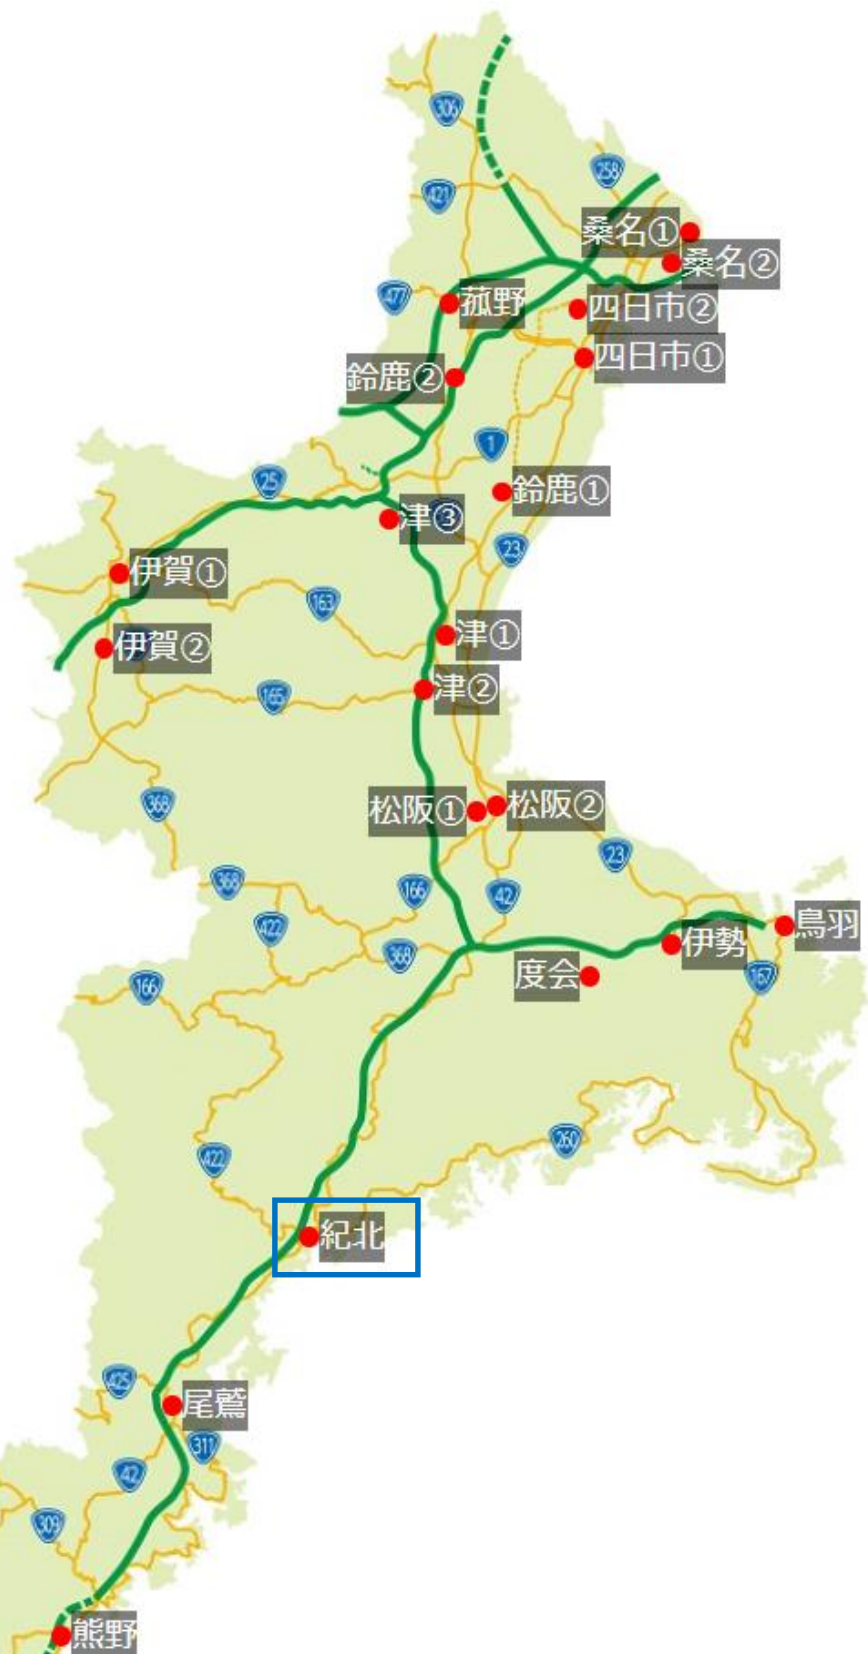 306
258
421
桑名①
桑名②
477
菰野
四日市②
四日市①
鈴鹿②
1
25
鈴鹿①
津③
23
伊賀①
163
津①
伊賀②
津②
165
368
松阪①
松阪②
23
368
166
42
422
鳥羽
伊勢
368
度会
167
166
260
422
紀北
425
尾鷲
311
42
309
熊野